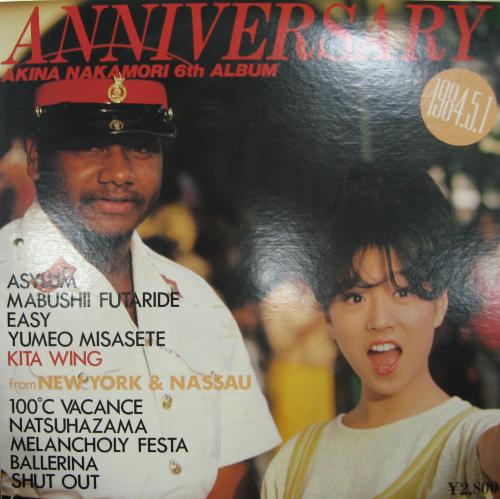 ANNIVERSARY
AKINA NAKAMORI 6th ALBUM
1984.5.1
ASYLUM
MABUSHII FUTARIDE
EASY
YUMEO MISASETE
KITA WING
from NEW YORK & NASSAU
100°C VACANCE
NATSUHAZAMA
MELANCHOLY FESTA
BALLERINA
SHUT OUT
¥2,800